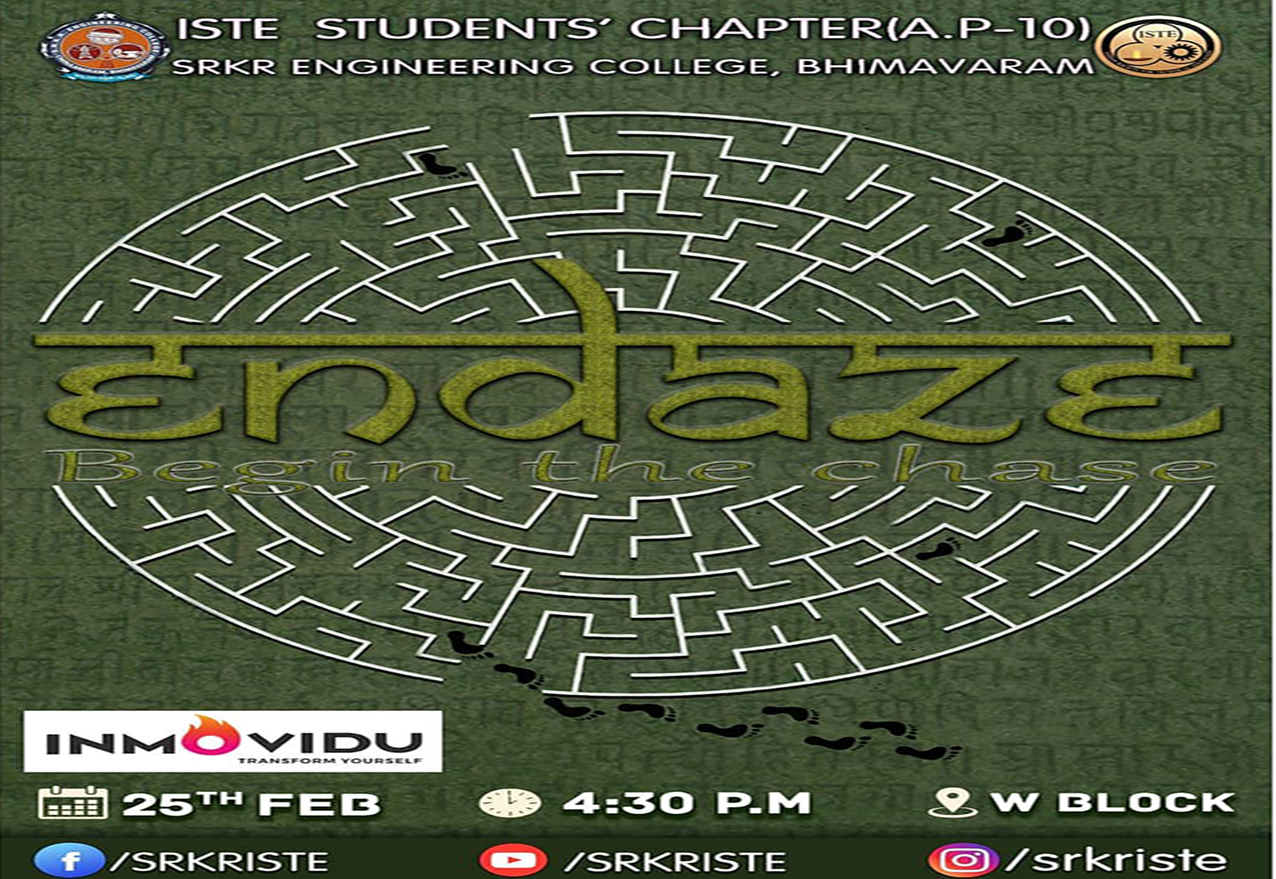 ISTE STUDENTS' CHAPTER(A.P-10)
SRKR ENGINEERING COLLEGE, BHIMAVARAM
ISTE
endaze
Begin the chase
INMOVIDU
TRANSFORM YOURSELF
25TH FEB
4:30 P.M
W BLOCK
/SRKRISTE
/SRKRISTE
/srkriste